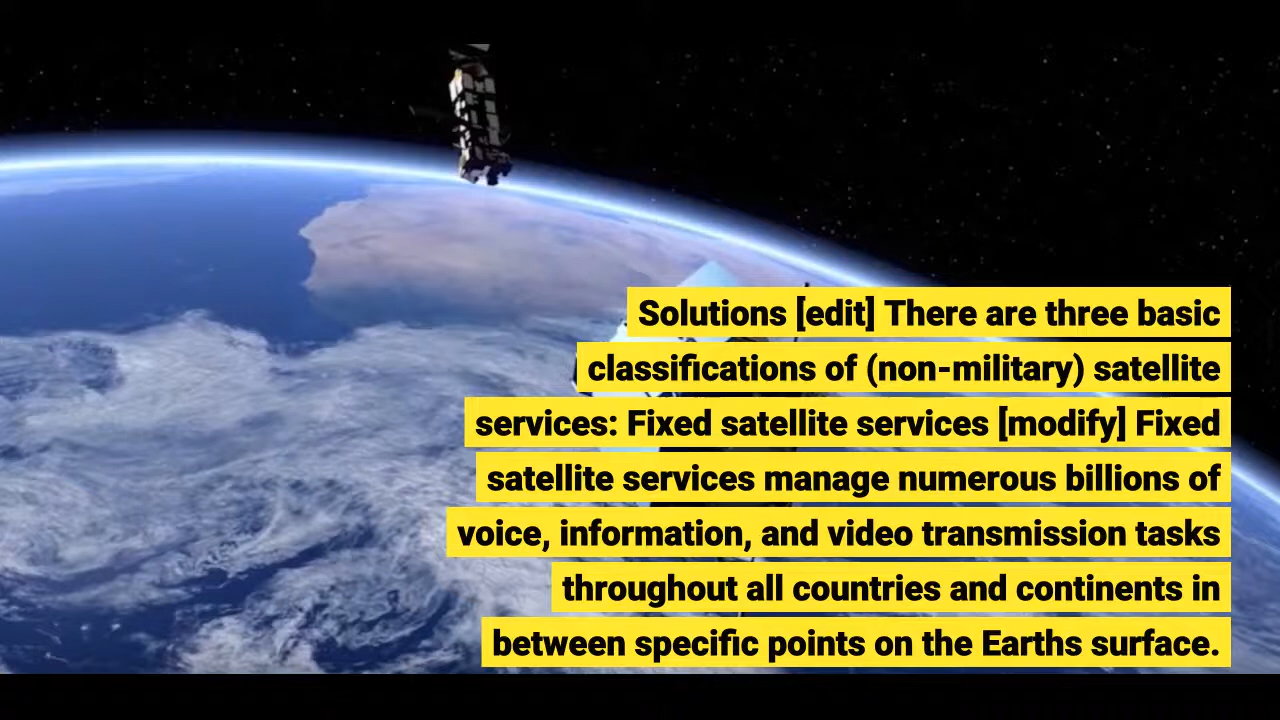 Solutions [edit] There are three basic
classifications of (non-military) satellite
services: Fixed satellite services [modify] Fixed
satellite services manage numerous billions of
voice, information, and video transmission tasks
throughout all countries and continents in
between specific points on the Earths surface.